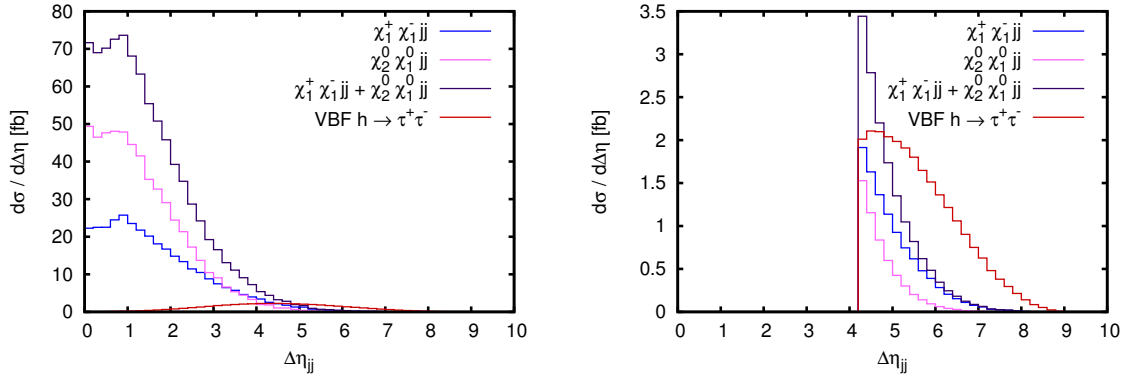 80
70
60
50
40
30
20
10
0
0 1 2 3 4 5 6 7 8 9 10
dσ / dΔη [fb]
Δη_jj
χ₁⁺ χ₁⁻ jj
χ₂⁰ χ₁⁰ jj
χ₁⁺ χ₁⁻ jj + χ₂⁰ χ₁⁰ jj
VBF h → τ⁺τ⁻
3.5
3
2.5
2
1.5
1
0.5
0
0 1 2 3 4 5 6 7 8 9 10
dσ / dΔη [fb]
Δη_jj
χ₁⁺ χ₁⁻ jj
χ₂⁰ χ₁⁰ jj
χ₁⁺ χ₁⁻ jj + χ₂⁰ χ₁⁰ jj
VBF h → τ⁺τ⁻